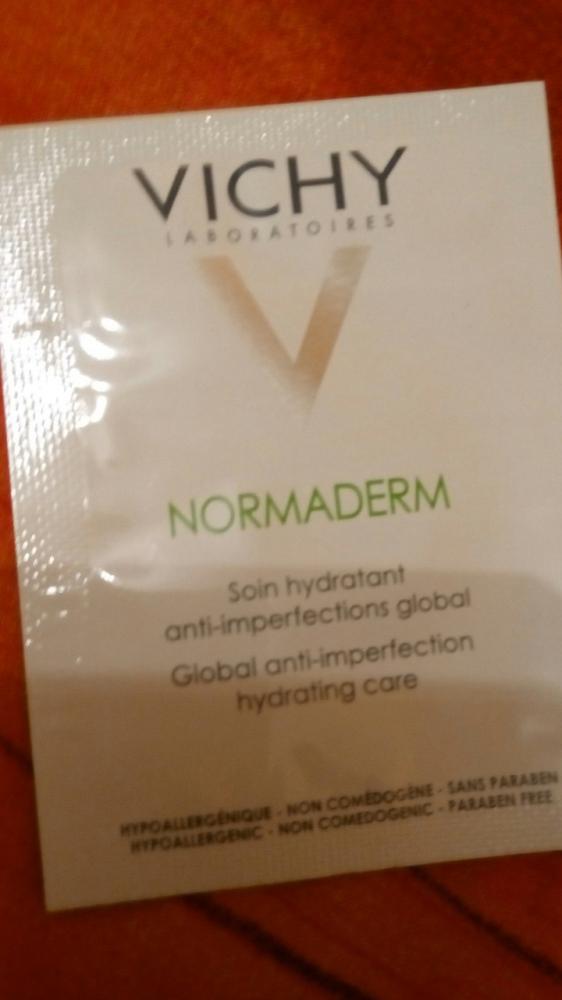 VICHY
LABORATOIRES
V
NORMADERM
Soin hydratant
anti-imperfections global
Global anti-imperfection
hydrating care
HYPOALLERGÉNIQUE - NON COMÉDOGÈNE - SANS PARABEN
HYPOALLERGENIC - NON COMEDOGENIC - PARABEN FREE